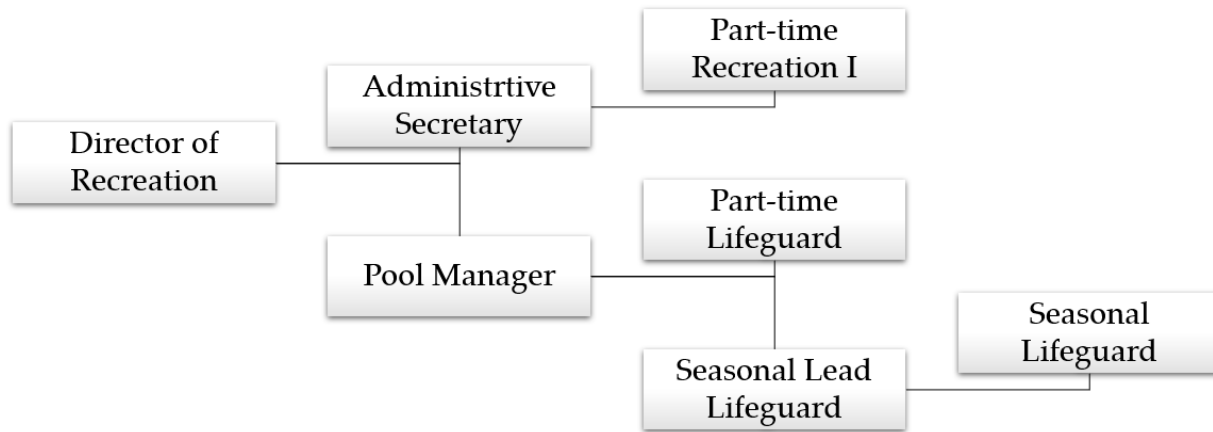 Part-time
Recreation I
Administrtive
Secretary
Director of
Recreation
Part-time
Lifeguard
Pool Manager
Seasonal
Lifeguard
Seasonal Lead
Lifeguard